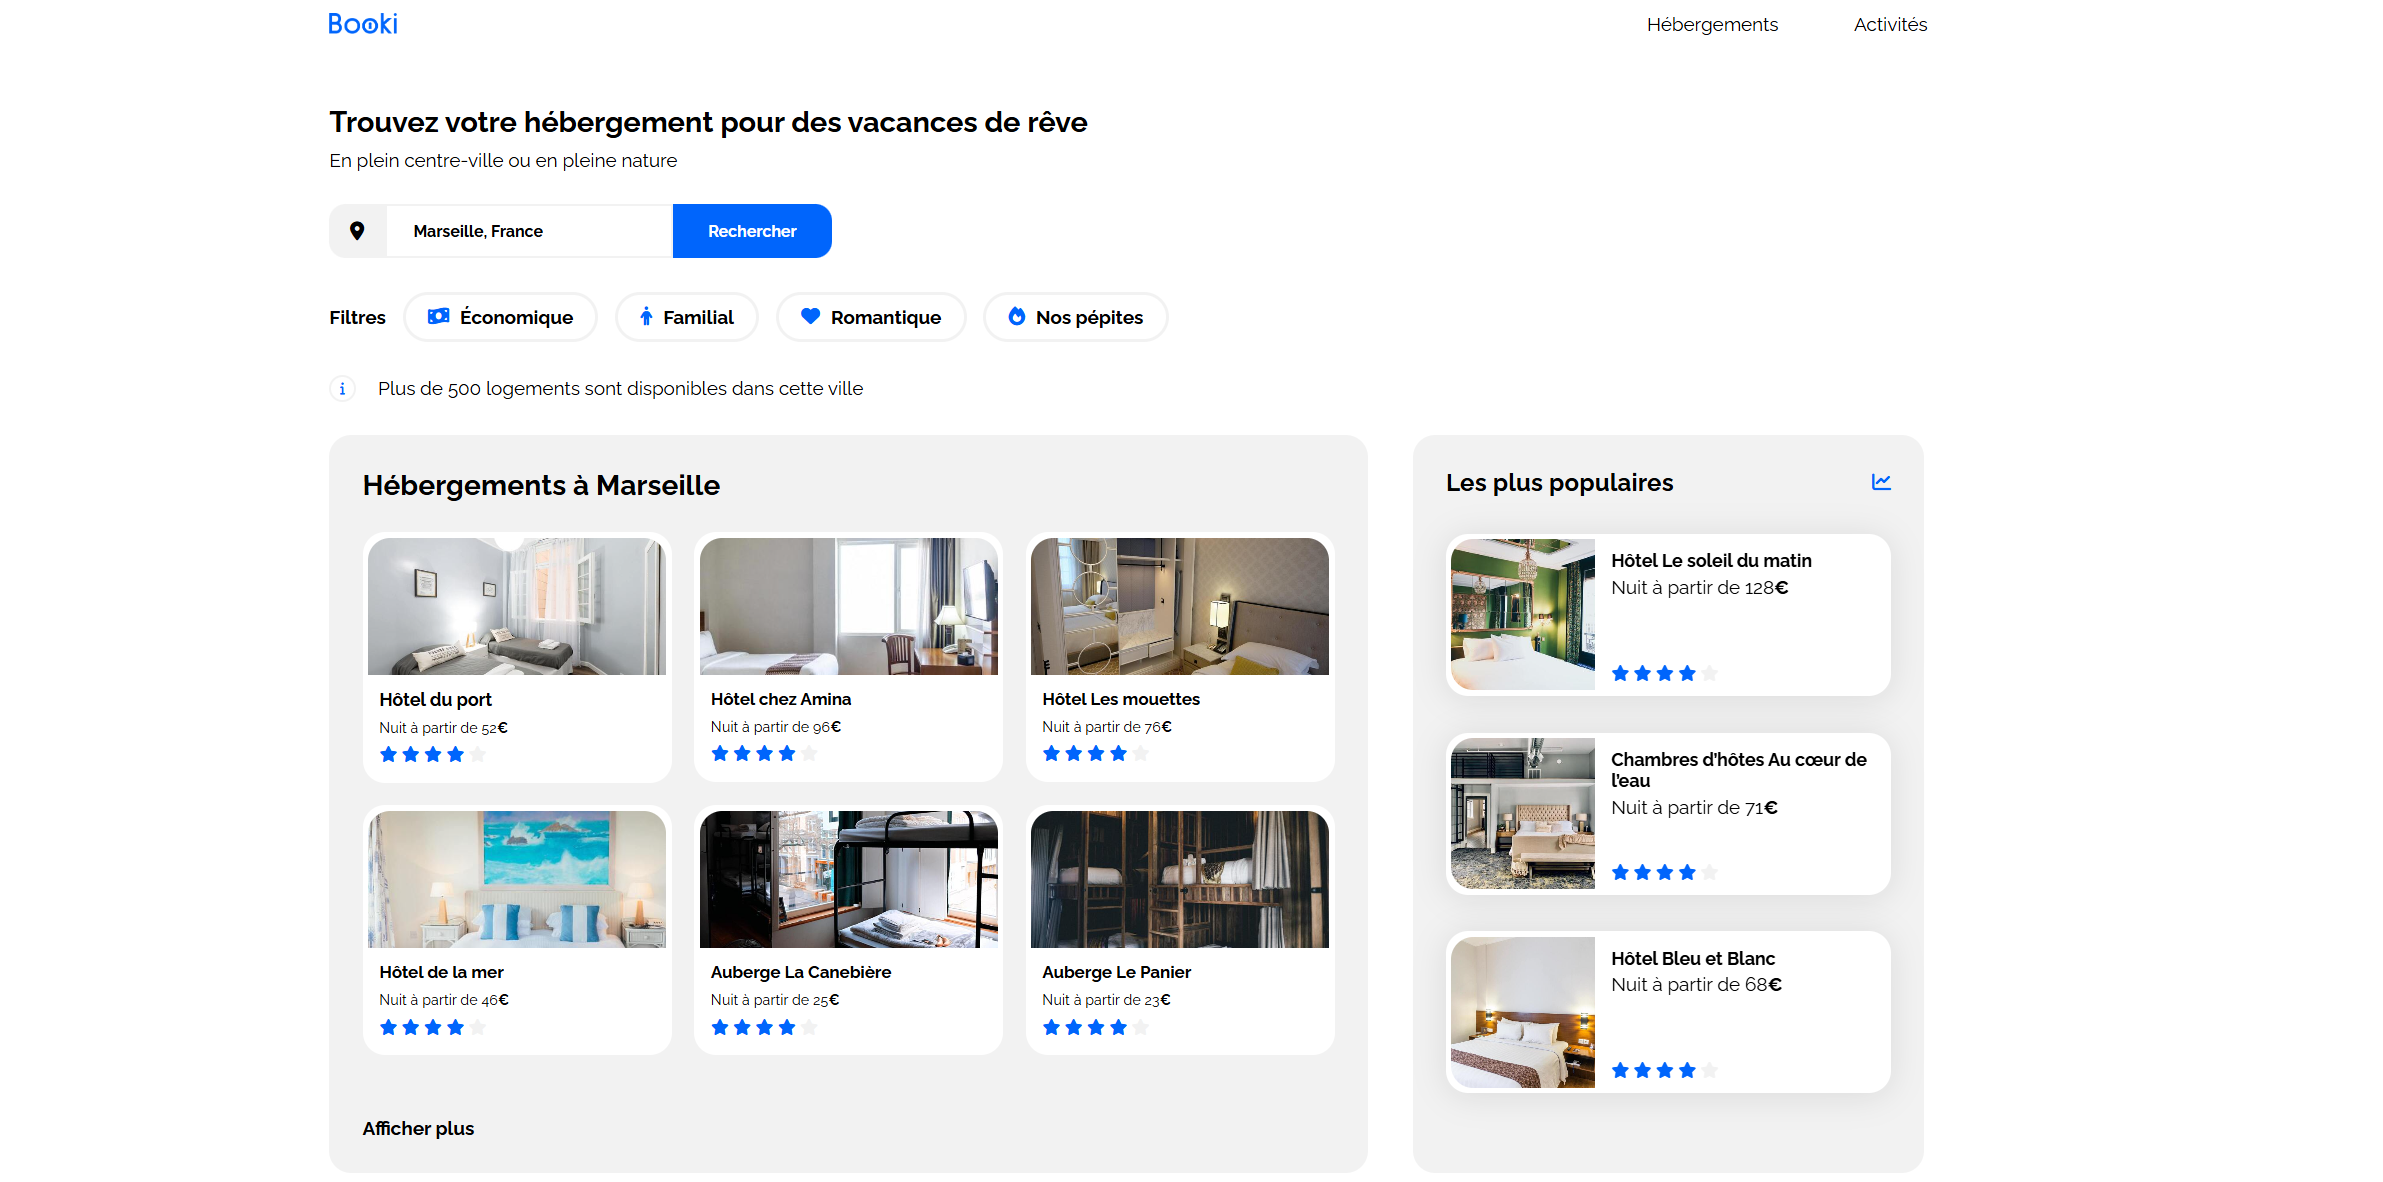 Booki
Hébergements
Activités
Trouvez votre hébergement pour des vacances de rêve
En plein centre-ville ou en pleine nature
Marseille, France
Rechercher
Filtres
Économique
Familial
Romantique
Nos pépites
Plus de 500 logements sont disponibles dans cette ville
Hébergements à Marseille
Hôtel du port
Nuit à partir de 52€
Hôtel chez Amina
Nuit à partir de 96€
Hôtel Les mouettes
Nuit à partir de 76€
Hôtel de la mer
Nuit à partir de 46€
Auberge La Canebière
Nuit à partir de 25€
Auberge Le Panier
Nuit à partir de 23€
Afficher plus
Les plus populaires
Hôtel Le soleil du matin
Nuit à partir de 128€
Chambres d'hôtes Au cœur de
l'eau
Nuit à partir de 71€
Hôtel Bleu et Blanc
Nuit à partir de 68€